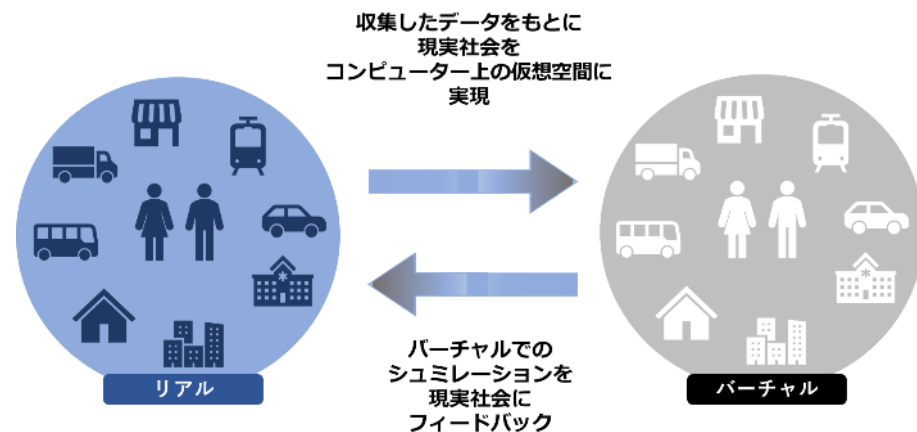 収集したデータをもとに
現実社会を
コンピューター上の仮想空間に
実現
バーチャルでの
シュミレーションを
現実社会に
フィードバック
リアル
バーチャル